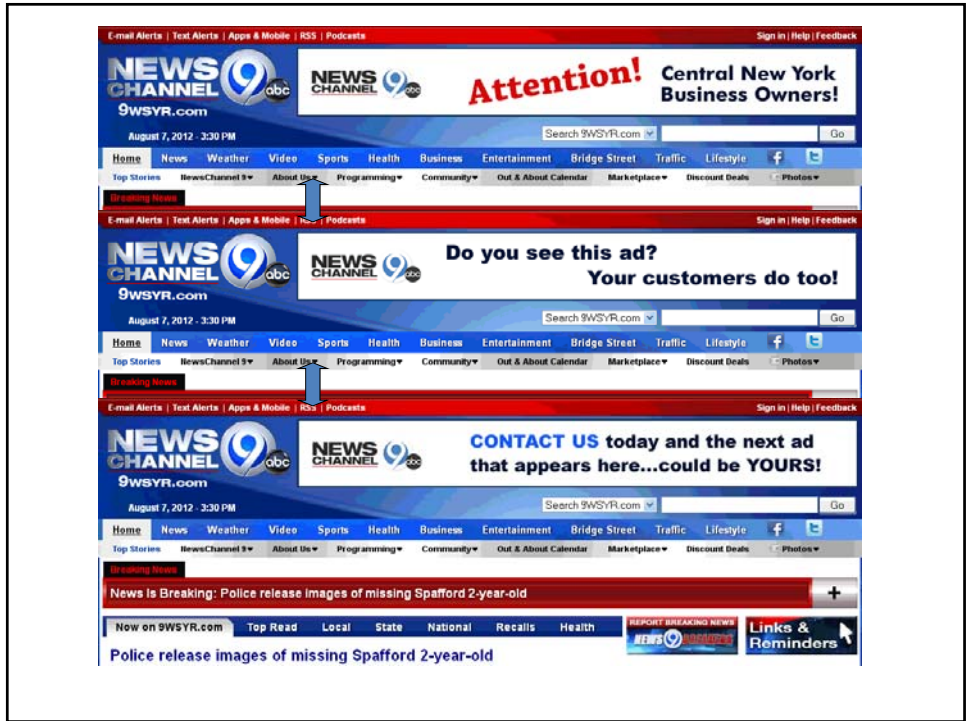 E-mail Alerts | Text Alerts | Apps & Mobile | RSS | Podcasts Sign in | Help | Feedback
NEWS CHANNEL 9 abc
9WSYR.com
NEWS CHANNEL 9 abc
Attention! Central New York
Business Owners!
August 7, 2012 - 3:30 PM Search 9WSYR.com Go
Home News Weather Video Sports Health Business Entertainment Bridge Street Traffic Lifestyle f t
Top Stories NewsChannel 9 About Us Programming Community Out & About Calendar Marketplace Discount Deals Photos
Breaking News
E-mail Alerts | Text Alerts | Apps & Mobile | | Podcasts Sign in | Help | Feedback
NEWS CHANNEL 9 abc
9WSYR.com
NEWS CHANNEL 9 abc
Do you see this ad?
Your customers do too!
August 7, 2012 - 3:30 PM Search 9WSYR.com Go
Home News Weather Video Sports Health Business Entertainment Bridge Street Traffic Lifestyle f t
Top Stories NewsChannel 9 About Us Programming Community Out & About Calendar Marketplace Discount Deals Photos
Breaking News
E-mail Alerts | Text Alerts | Apps & Mobile | RSS | Podcasts Sign in | Help | Feedback
NEWS CHANNEL 9 abc
9WSYR.com
NEWS CHANNEL 9 abc
CONTACT US today and the next ad
that appears here...could be YOURS!
August 7, 2012 - 3:30 PM Search 9WSYR.com Go
Home News Weather Video Sports Health Business Entertainment Bridge Street Traffic Lifestyle f t
Top Stories NewsChannel 9 About Us Programming Community Out & About Calendar Marketplace Discount Deals Photos
Breaking News
News Is Breaking: Police release images of missing Spafford 2-year-old +
Now on 9WSYR.com Top Read Local State National Recalls Health
REPORT BREAKING NEWS
NEWS 9
Links &
Reminders
Police release images of missing Spafford 2-year-old